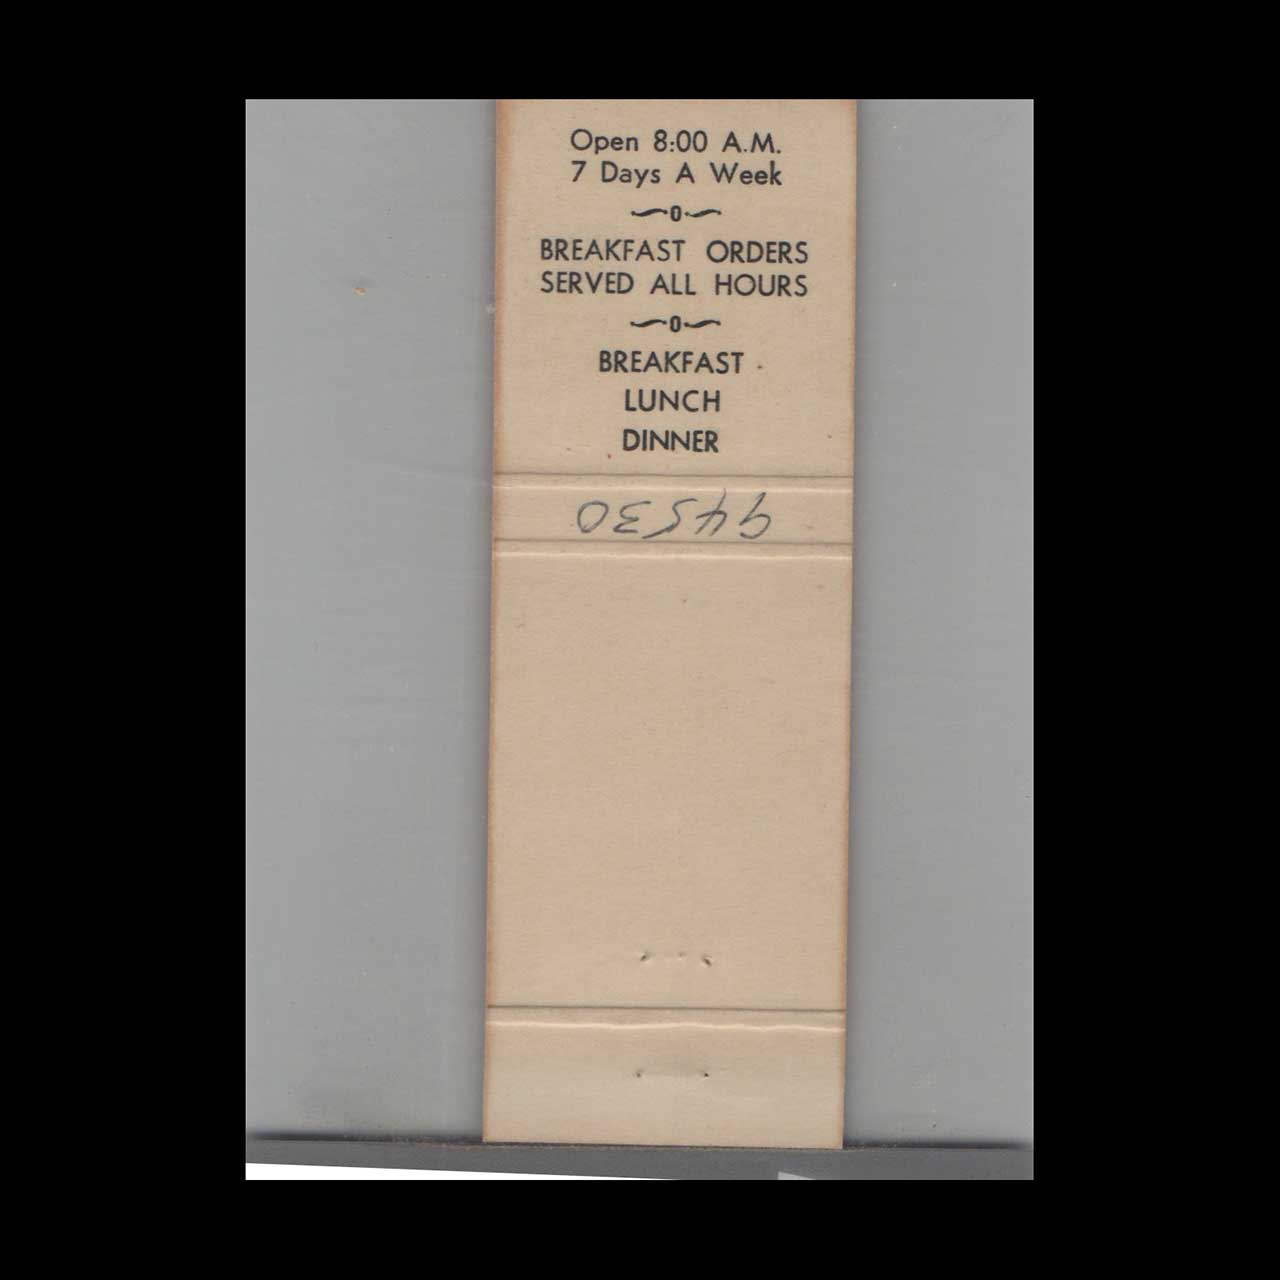 Open 8:00 A.M.
7 Days A Week
BREAKFAST ORDERS
SERVED ALL HOURS
BREAKFAST
LUNCH
DINNER
94530